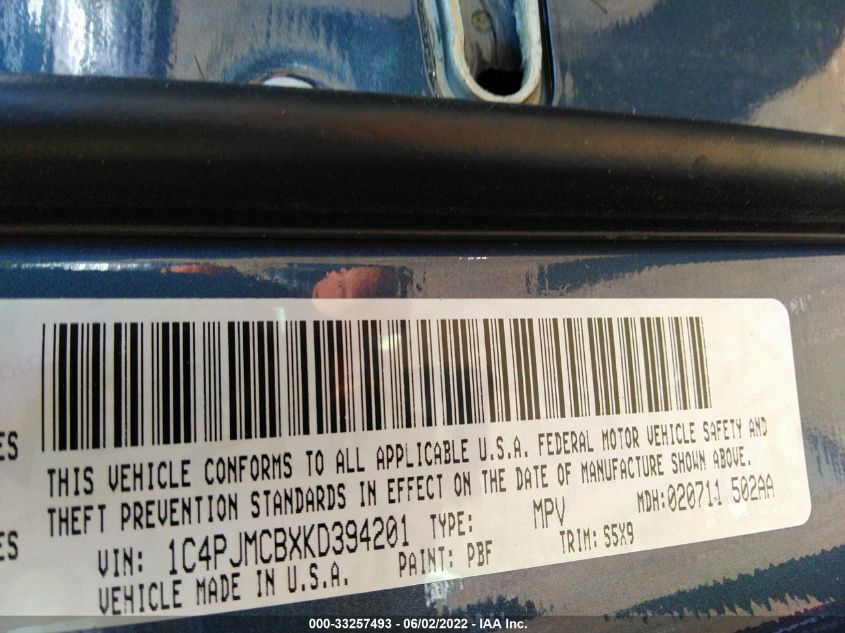 ES
THIS VEHICLE CONFORMS TO ALL APPLICABLE U.S.A. FEDERAL MOTOR VEHICLE SAFETY AND
THEFT PREVENTION STANDARDS IN EFFECT ON THE DATE OF MANUFACTURE SHOWN ABOVE.
ES
VIN: 1C4PJMCBXKD394201 TYPE: MPV MDH:020711 502AA
VEHICLE MADE IN U.S.A. PAINT: PBF TRIM: S5X9
000-33257493 - 06/02/2022 - IAA Inc.